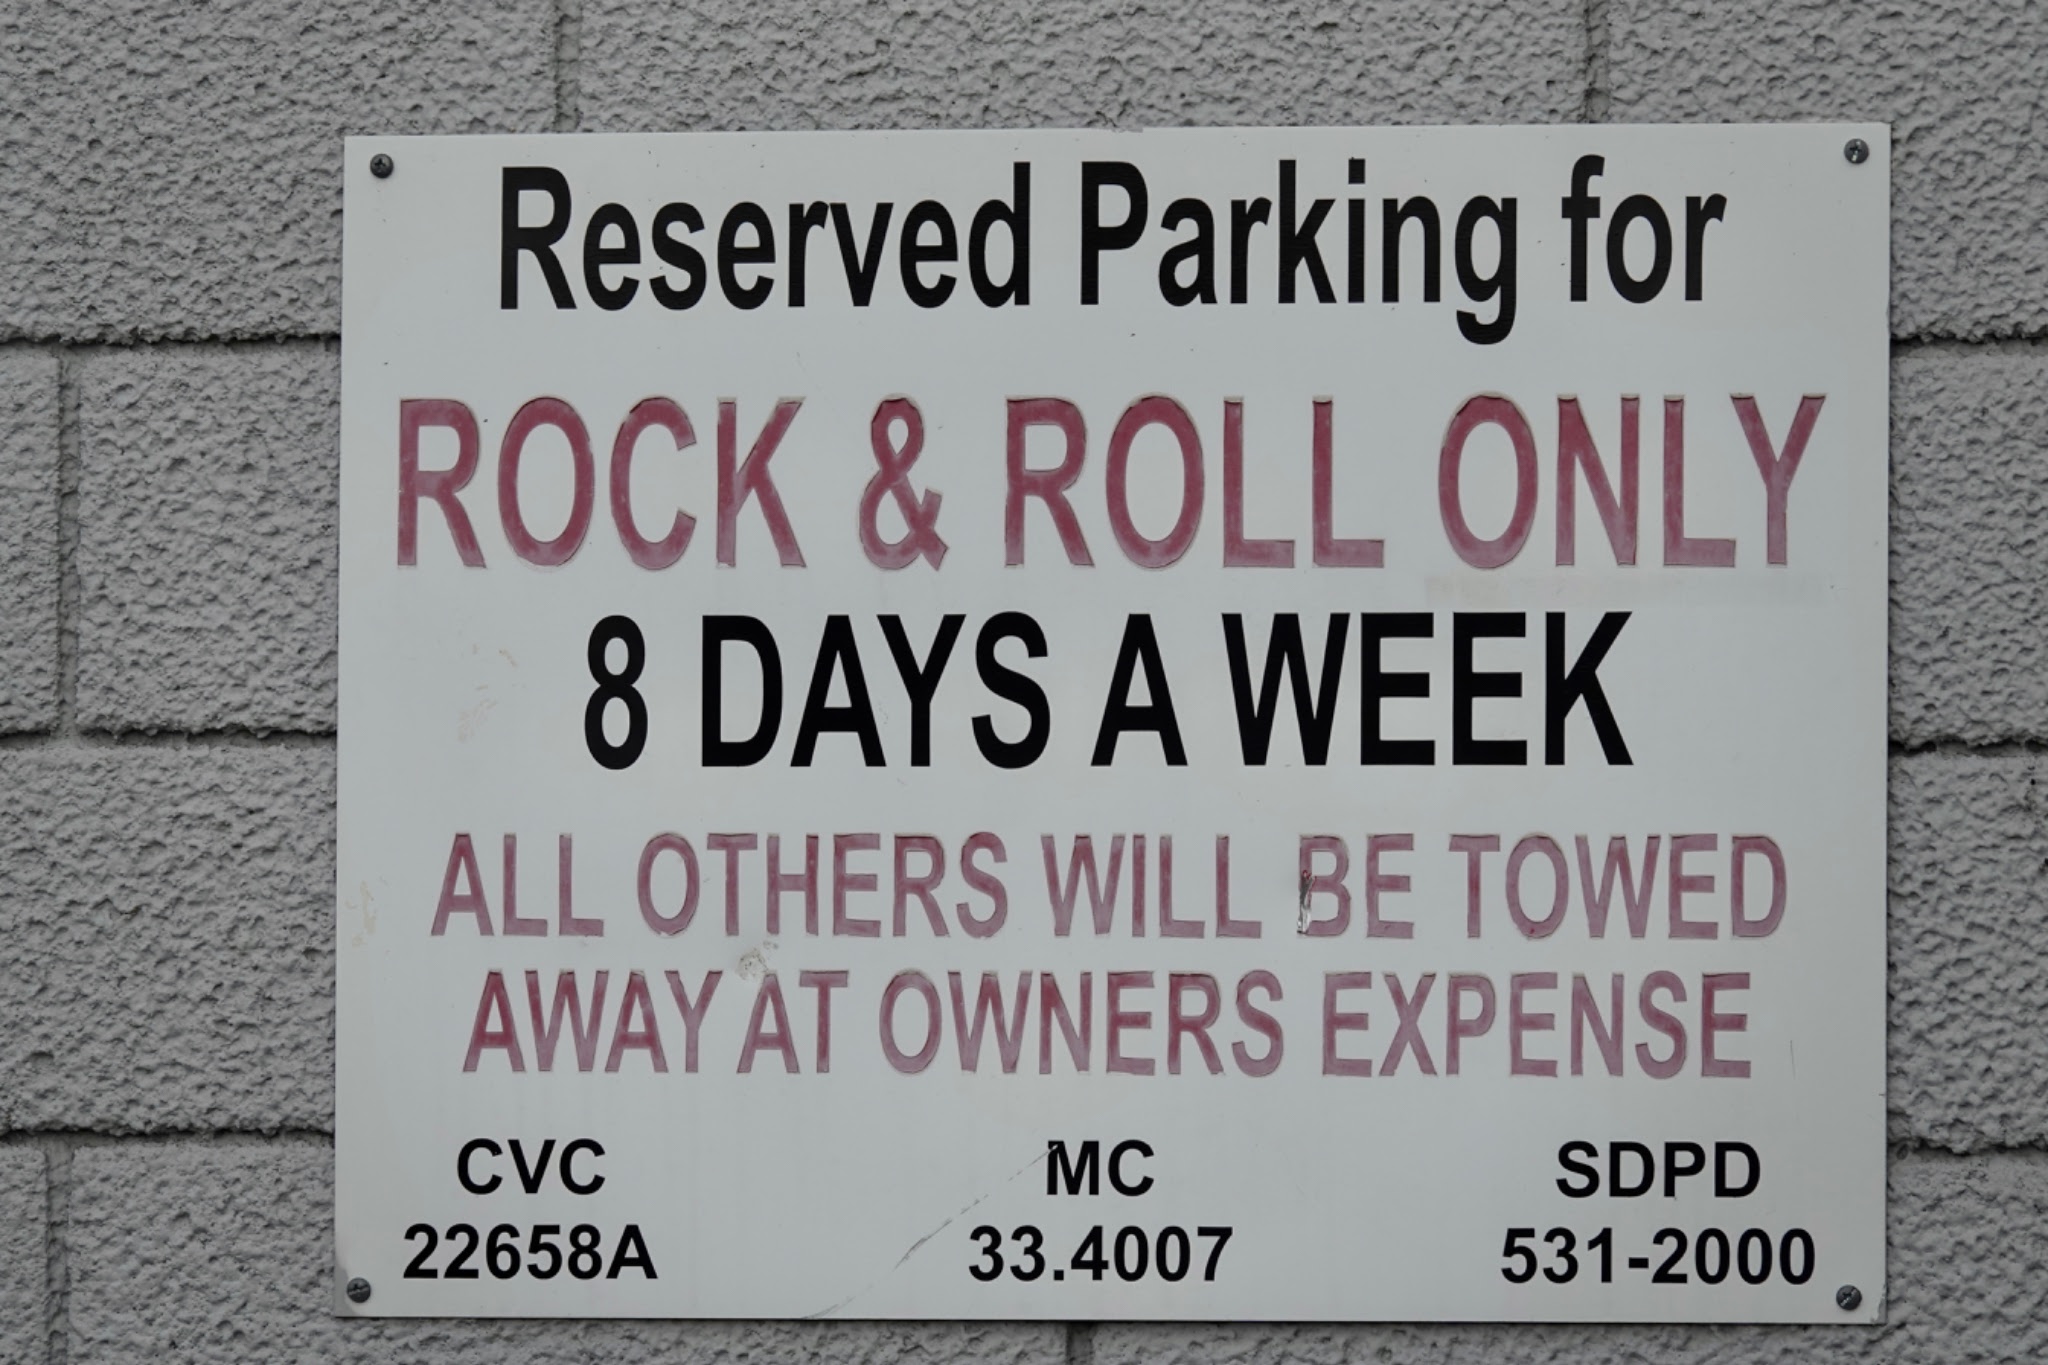 Reserved Parking for
ROCK & ROLL ONLY
8 DAYS A WEEK
ALL OTHERS WILL BE TOWED
AWAY AT OWNERS EXPENSE
CVC MC SDPD
22658A 33.4007 531-2000